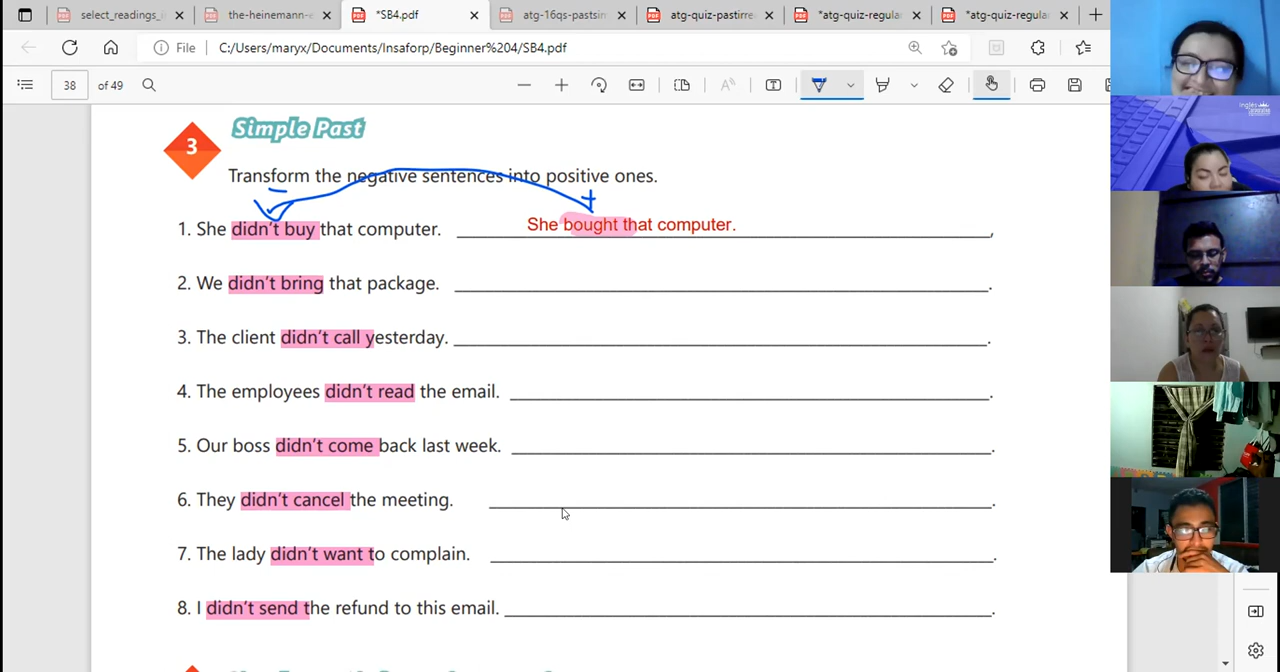 select_readings_i
the-heinemann-e
*SB4.pdf
atg-16qs-pastsin
atg-quiz-pastirre
*atg-quiz-regula
*atg-quiz-regula
File
C:/Users/maryx/Documents/Insaforp/Beginner%204/SB4.pdf
38
of 49
3
Simple Past
Transform the negative sentences into positive ones.
1. She didn't buy that computer. She bought that computer.
2. We didn't bring that package.
3. The client didn't call yesterday.
4. The employees didn't read the email.
5. Our boss didn't come back last week.
6. They didn't cancel the meeting.
7. The lady didn't want to complain.
8. I didn't send the refund to this email.